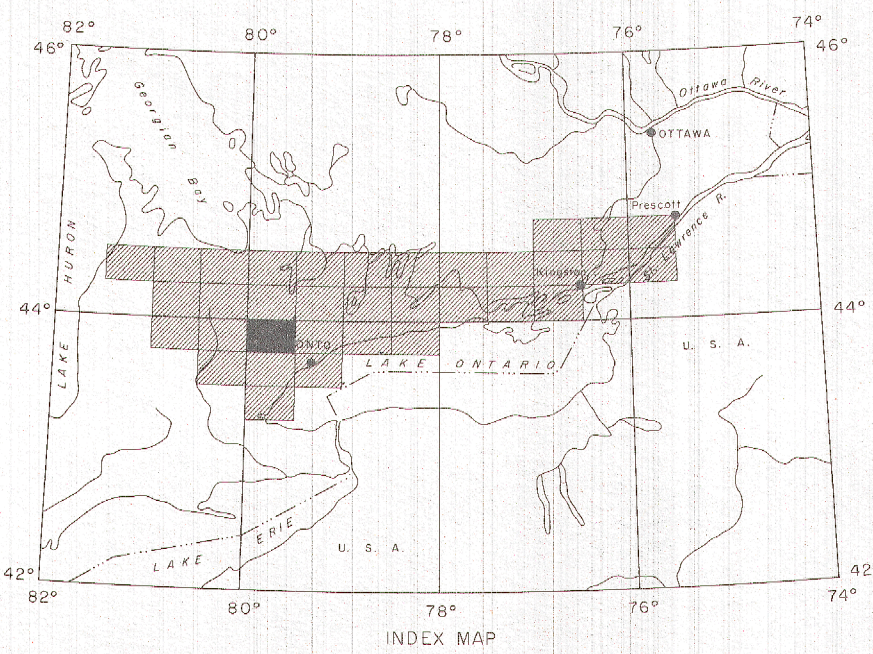 82°
80°
78°
76°
74°
46°
46°
Georgian Bay
Ottawa River
OTTAWA
Prescott
St. Lawrence R.
Kingston
LAKE HURON
44°
44°
ONTO
LAKE ONTARIO
U. S. A.
LAKE ERIE
U. S. A.
42°
42
82°
80°
78°
76°
74°
INDEX MAP